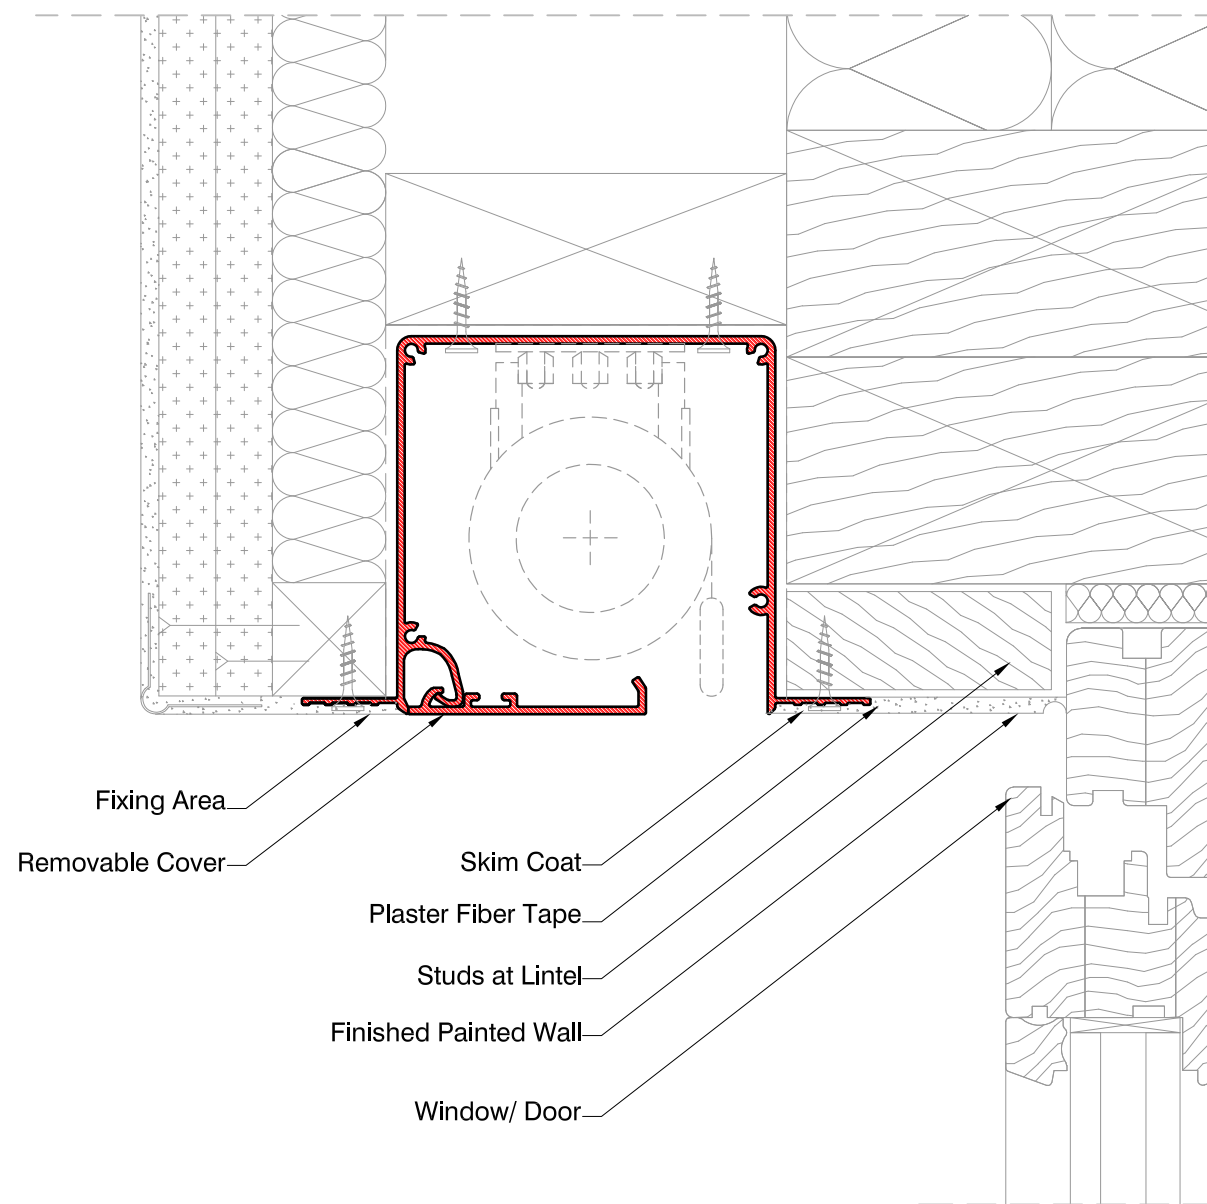 Fixing Area
Removable Cover
Skim Coat
Plaster Fiber Tape
Studs at Lintel
Finished Painted Wall
Window/ Door